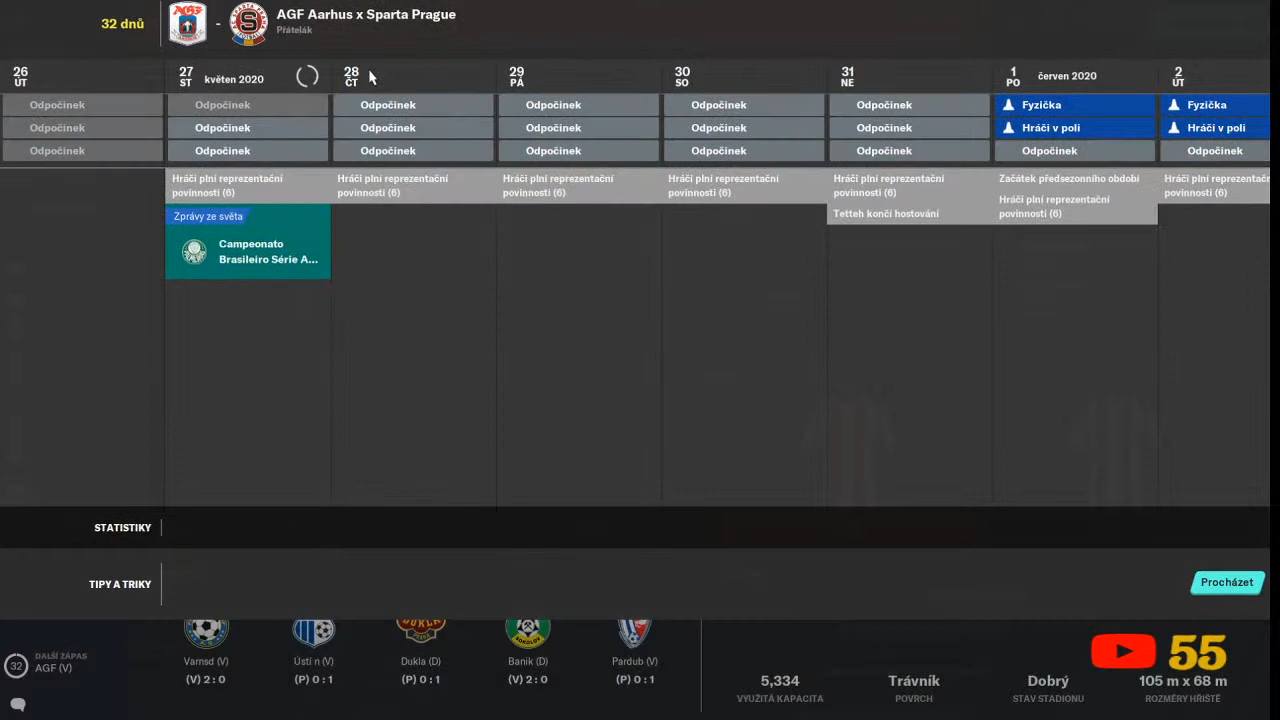 32 dnů
AGF Aarhus x Sparta Prague
Přátelák
26
ÚT
27
ST
květen 2020
28
ČT
29
PÁ
30
SO
31
NE
1
PO
červen 2020
2
ÚT
Odpočinek
Odpočinek
Odpočinek
Odpočinek
Odpočinek
Odpočinek
Fyzička
Fyzička
Odpočinek
Odpočinek
Odpočinek
Odpočinek
Odpočinek
Odpočinek
Hráči v poli
Hráči v poli
Odpočinek
Odpočinek
Odpočinek
Odpočinek
Odpočinek
Odpočinek
Odpočinek
Odpočinek
Hráči plní reprezentační
povinnosti (6)
Zprávy ze světa
Campeonato
Brasileiro Série A...
Hráči plní reprezentační
povinnosti (6)
Hráči plní reprezentační
povinnosti (6)
Hráči plní reprezentační
povinnosti (6)
Hráči plní reprezentační
povinnosti (6)
Tetteh končí hostování
Začátek předsezonního období
Hráči plní reprezentační
povinnosti (6)
Hráči plní reprezentačn
povinnosti (6)
STATISTIKY
TIPY A TRIKY
Procházet
32
DALŠÍ ZÁPAS
AGF (V)
DUKLA
SOKOLOV
Varnsd (V)
(V) 2 : 0
Ústí n (V)
(P) 0 : 1
Dukla (D)
(P) 0 : 1
Baník (D)
(V) 2 : 0
Pardub (V)
(P) 0 : 1
5,334
VYUŽITÁ KAPACITA
Trávník
POVRCH
Dobrý
STAV STADIONU
105 m x 68 m
ROZMĚRY HŘIŠTĚ
55